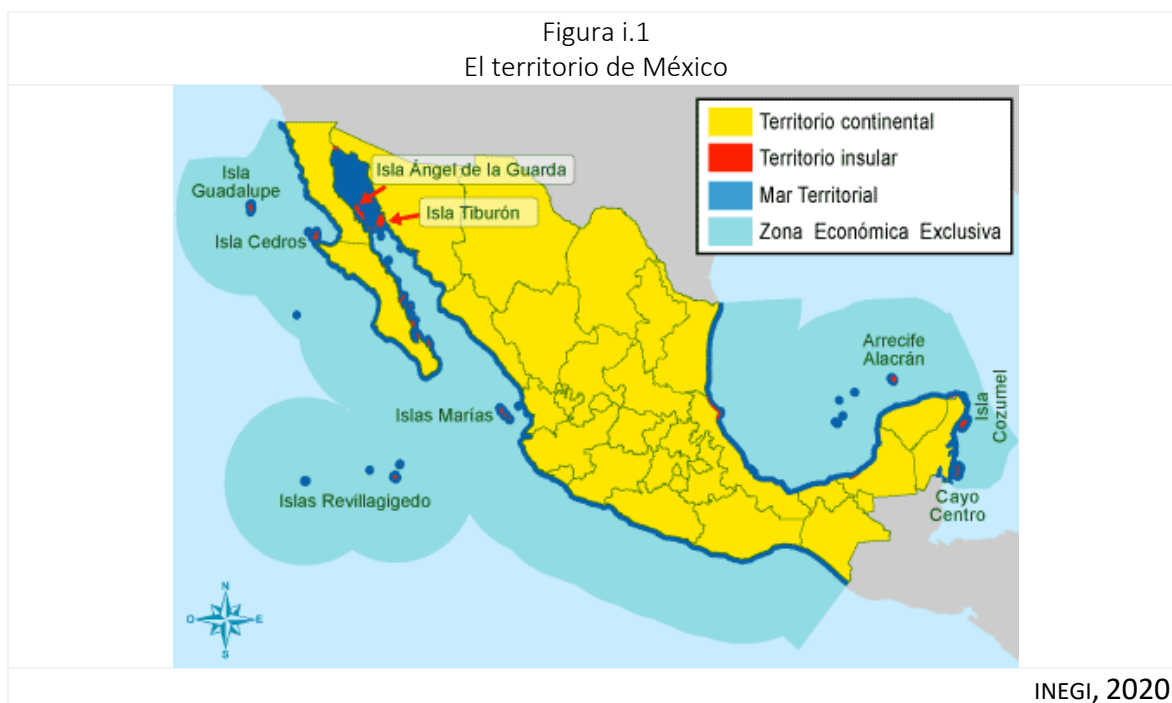 Figura i.1
El territorio de México
Territorio continental
Territorio insular
Mar Territorial
Zona Económica Exclusiva
Isla Ángel de la Guarda
Isla Tiburón
Isla
Guadalupe
Isla Cedros
Islas Marías
Islas Revillagigedo
Arrecife
Alacrán
Isla
Cozumel
Cayo
Centro
N
O
E
S
INEGI, 2020